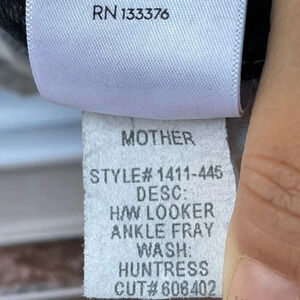 RN 133376
MOTHER
STYLE# 1411-445
DESC:
H/W LOOKER
ANKLE FRAY
WASH:
HUNTRESS
CUT# 606402